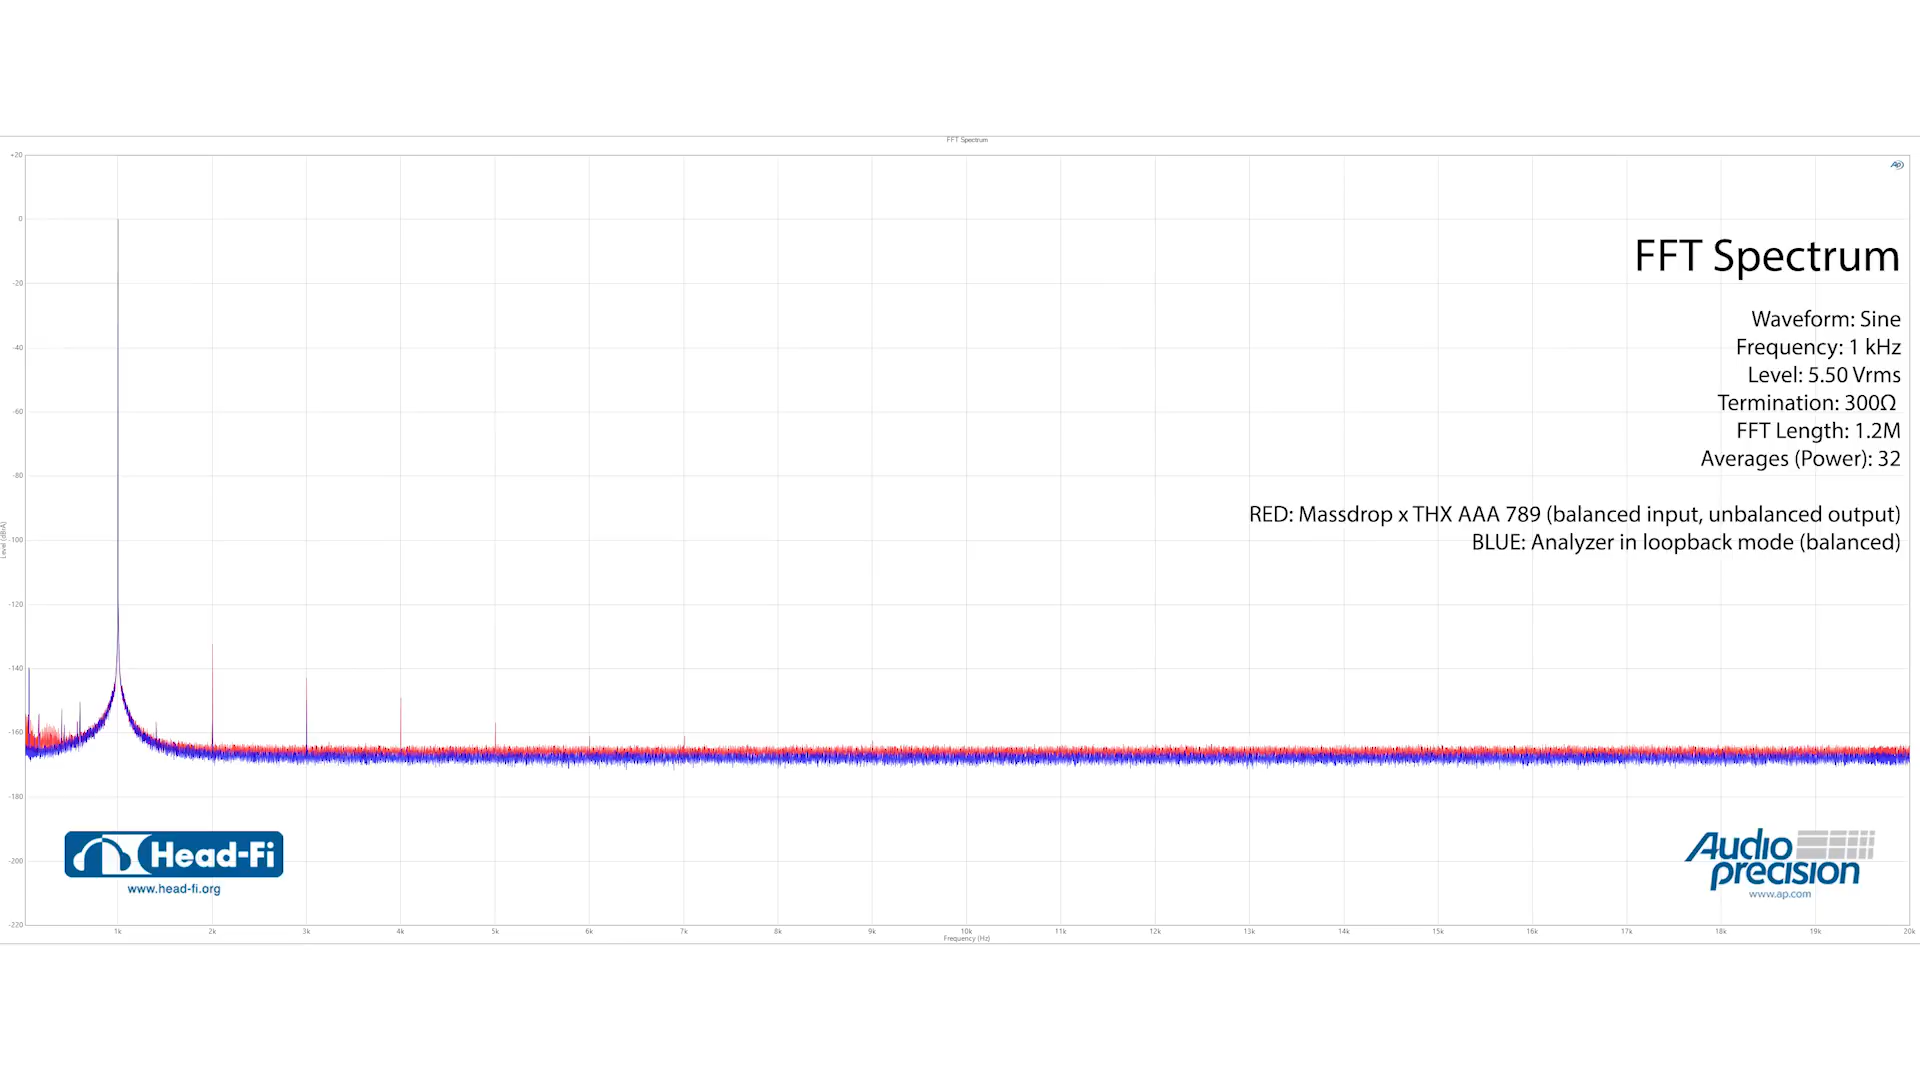 FFT Spectrum
+20
0
-20
-40
-60
-80
-100
-120
-140
-160
-180
-200
-220
Level (dBrA)
AP
FFT Spectrum
Waveform: Sine
Frequency: 1 kHz
Level: 5.50 Vrms
Termination: 300Ω
FFT Length: 1.2M
Averages (Power): 32
RED: Massdrop x THX AAA 789 (balanced input, unbalanced output)
BLUE: Analyzer in loopback mode (balanced)
Head-Fi
www.head-fi.org
Audio
precision
www.ap.com
1k 2k 3k 4k 5k 6k 7k 8k 9k 10k 11k 12k 13k 14k 15k 16k 17k 18k 19k 20k
Frequency (Hz)